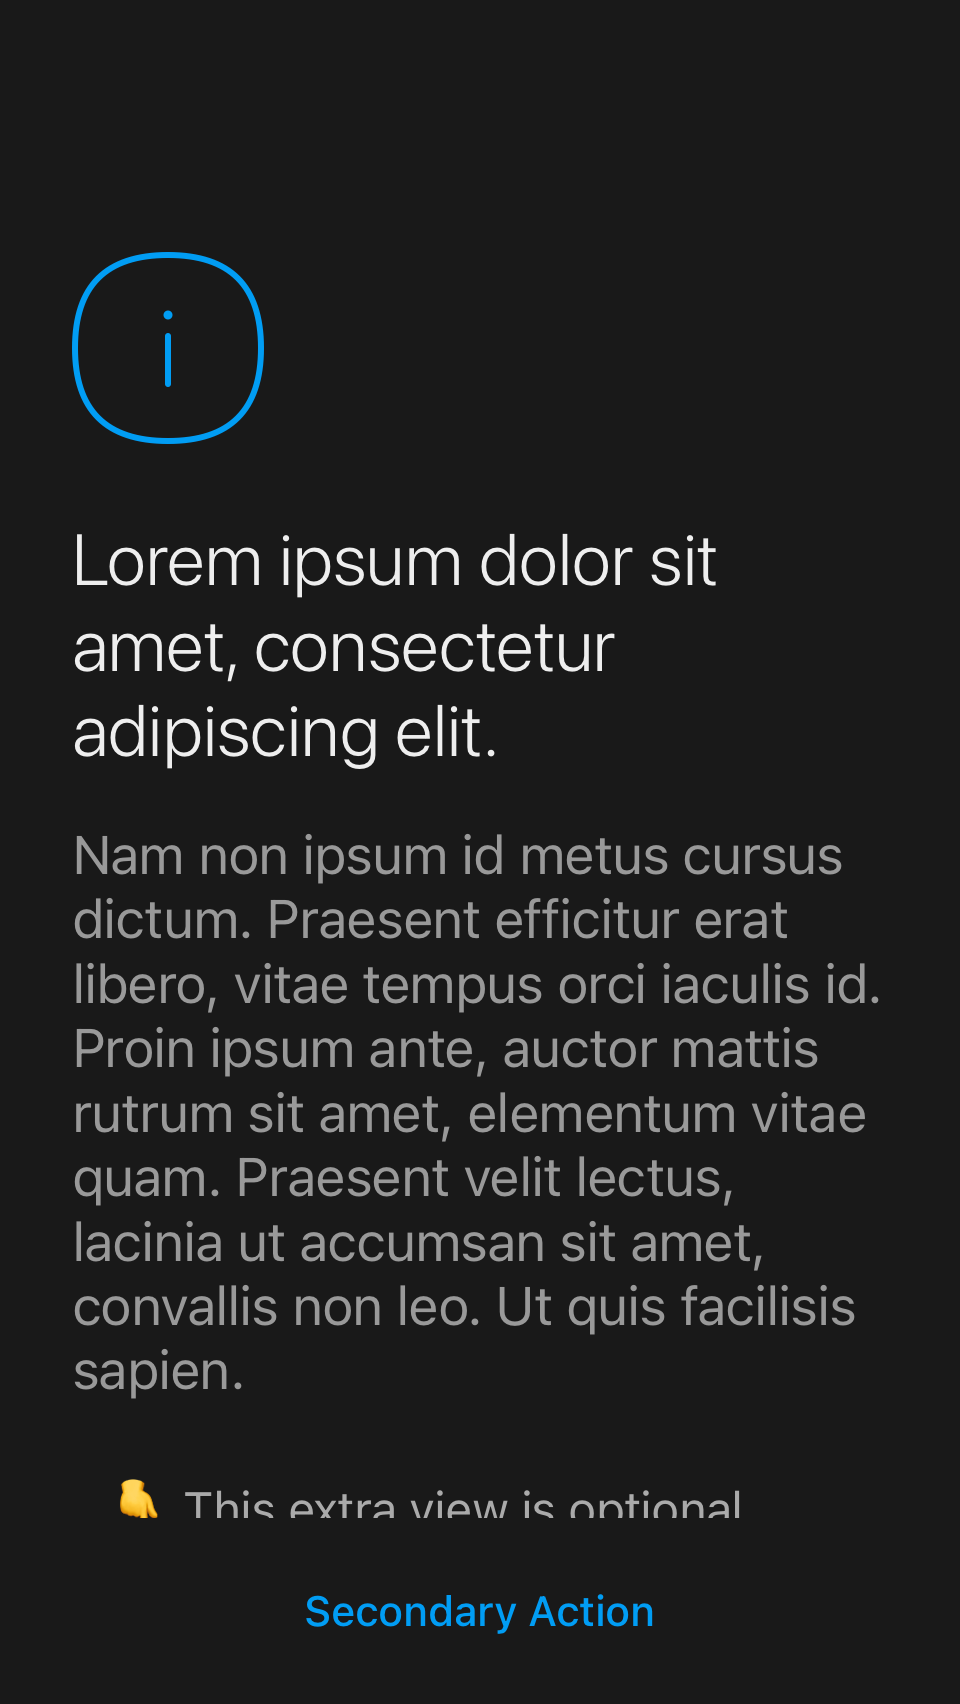 Lorem ipsum dolor sit
amet, consectetur
adipiscing elit.
Nam non ipsum id metus cursus
dictum. Praesent efficitur erat
libero, vitae tempus orci iaculis id.
Proin ipsum ante, auctor mattis
rutrum sit amet, elementum vitae
quam. Praesent velit lectus,
lacinia ut accumsan sit amet,
convallis non leo. Ut quis facilisis
sapien.
👇 This extra view is optional
Secondary Action